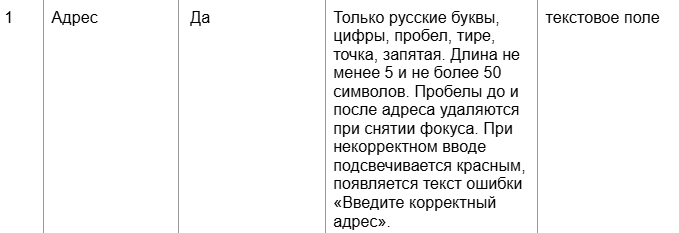 1 Адрес Да Только русские буквы, текстовое поле
цифры, пробел, тире,
точка, запятая. Длина не
менее 5 и не более 50
символов. Пробелы до и
после адреса удаляются
при снятии фокуса. При
некорректном вводе
подсвечивается красным,
появляется текст ошибки
«Введите корректный
адрес».